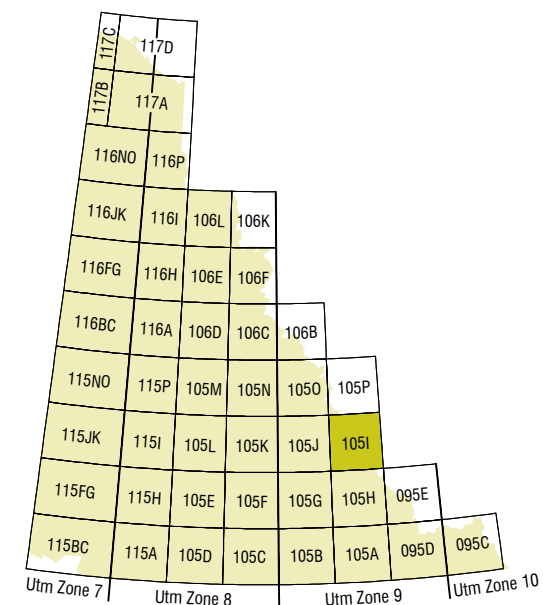 117C 117D
117B 117A
116NO 116P
116JK 116I 106L 106K
116FG 116H 106E 106F
116BC 116A 106D 106C 106B
115NO 115P 105M 105N 105O 105P
115JK 115I 105L 105K 105J 105I
115FG 115H 105E 105F 105G 105H 095E
115BC 115A 105D 105C 105B 105A 095D 095C
Utm Zone 7 Utm Zone 8 Utm Zone 9 Utm Zone 10